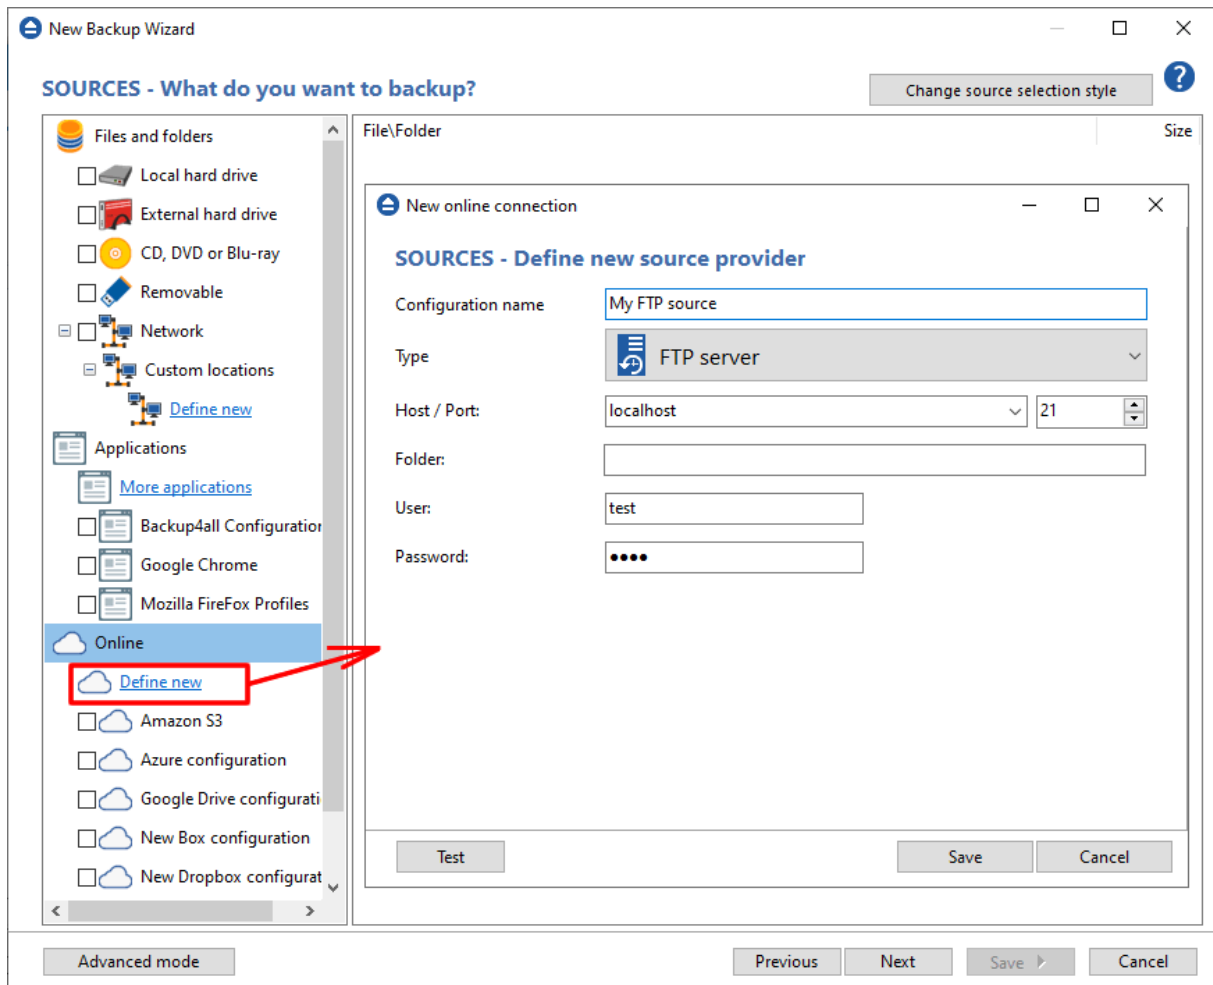 New Backup Wizard
SOURCES - What do you want to backup?
Change source selection style
?
Files and folders
Local hard drive
External hard drive
CD, DVD or Blu-ray
Removable
Network
Custom locations
Define new
Applications
More applications
Backup4all Configuration
Google Chrome
Mozilla FireFox Profiles
Online
Define new
Amazon S3
Azure configuration
Google Drive configurati
New Box configuration
New Dropbox configurat
File\Folder Size
New online connection
SOURCES - Define new source provider
Configuration name My FTP source
Type FTP server
Host / Port: localhost 21
Folder:
User: test
Password: ●●●●
Test Save Cancel
Advanced mode Previous Next Save Cancel